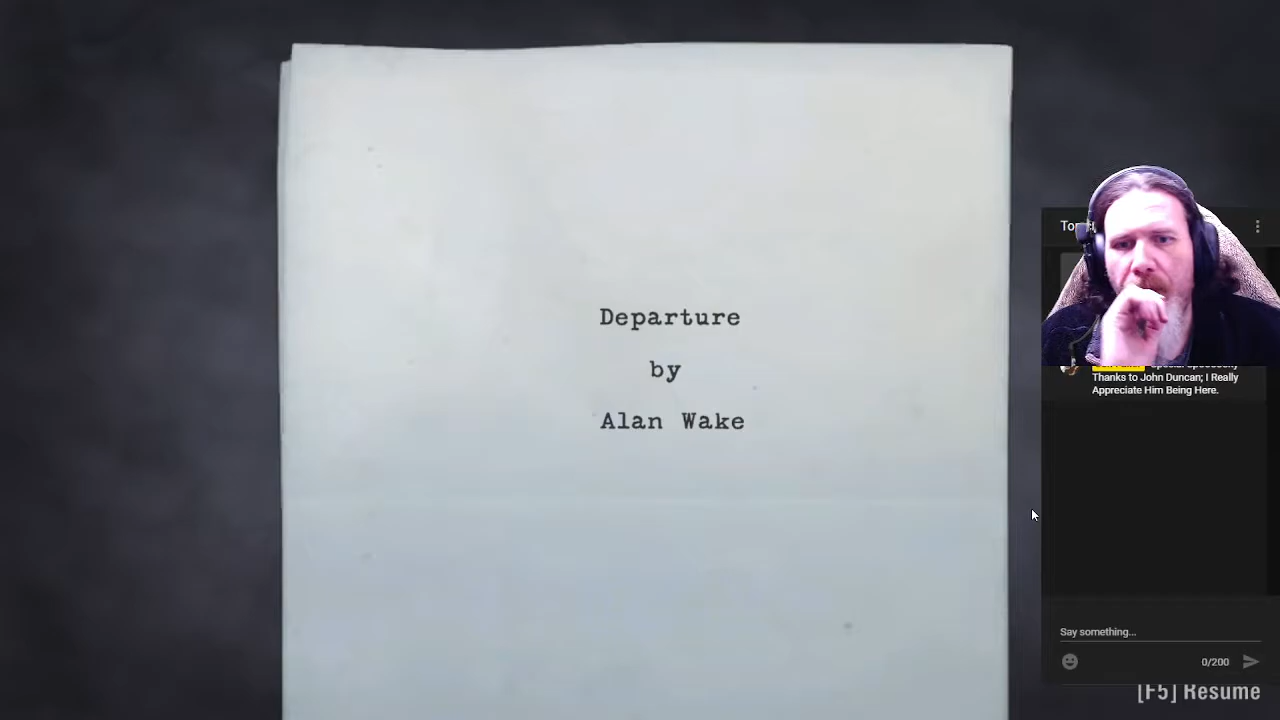 Departure
by
Alan Wake
Thanks to John Duncan; I Really
Appreciate Him Being Here.
Say something...
0/200
[F5] Resume